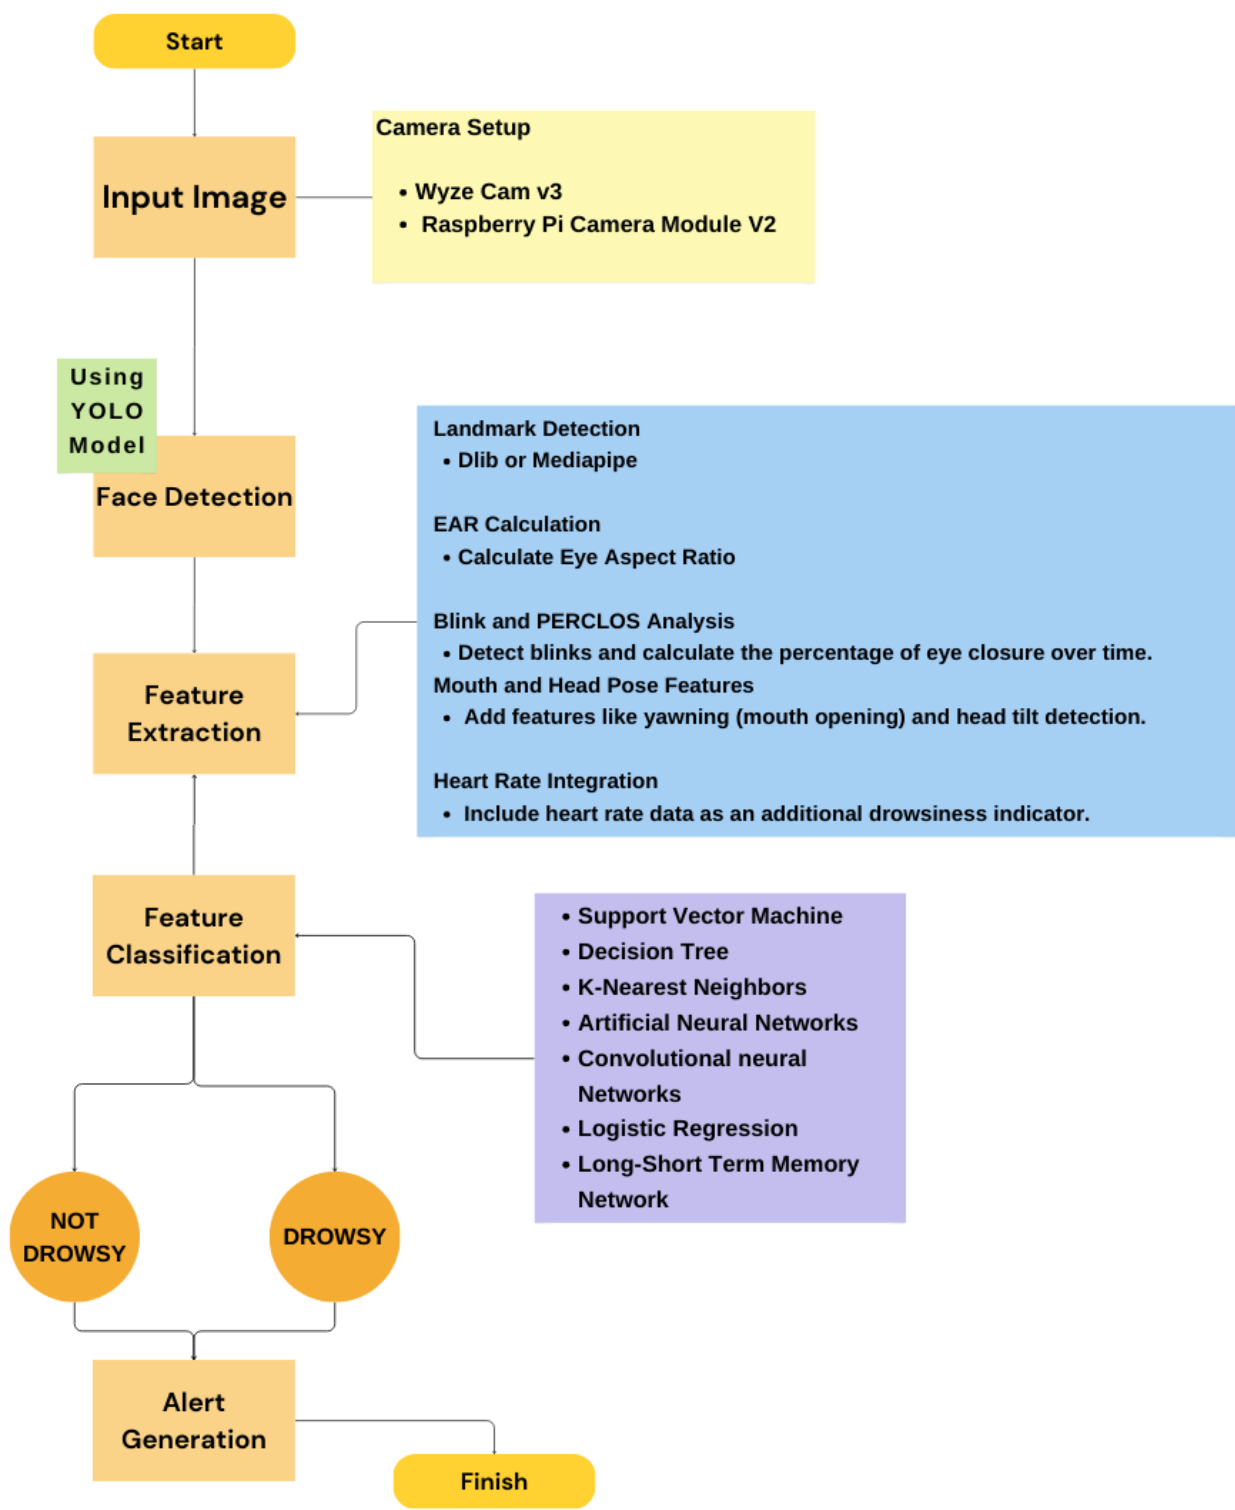 Start
Input Image
Camera Setup
• Wyze Cam v3
• Raspberry Pi Camera Module V2
Using
YOLO
Model
Face Detection
Landmark Detection
• Dlib or Mediapipe
EAR Calculation
• Calculate Eye Aspect Ratio
Blink and PERCLOS Analysis
• Detect blinks and calculate the percentage of eye closure over time.
Mouth and Head Pose Features
• Add features like yawning (mouth opening) and head tilt detection.
Heart Rate Integration
• Include heart rate data as an additional drowsiness indicator.
Feature
Extraction
Feature
Classification
• Support Vector Machine
• Decision Tree
• K-Nearest Neighbors
• Artificial Neural Networks
• Convolutional neural
Networks
• Logistic Regression
• Long-Short Term Memory
Network
NOT
DROWSY
DROWSY
Alert
Generation
Finish